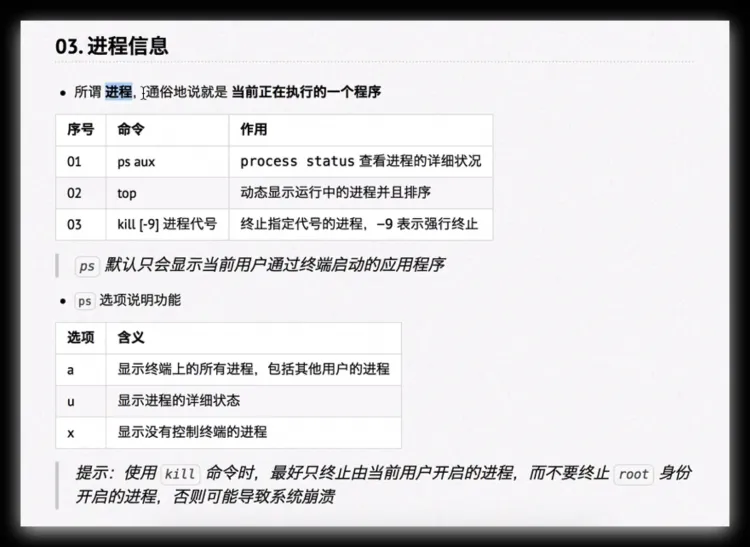 03. 进程信息
所谓 进程，通俗地说就是 当前正在执行的一个程序
序号 命令 作用
01 ps aux process status 查看进程的详细状况
02 top 动态显示运行中的进程并且排序
03 kill [-9] 进程代号 终止指定代号的进程，-9 表示强行终止
ps 默认只会显示当前用户通过终端启动的应用程序
ps 选项说明功能
选项 含义
a 显示终端上的所有进程，包括其他用户的进程
u 显示进程的详细状态
x 显示没有控制终端的进程
提示：使用 kill 命令时，最好只终止由当前用户开启的进程，而不要终止 root 身份
开启的进程，否则可能导致系统崩溃